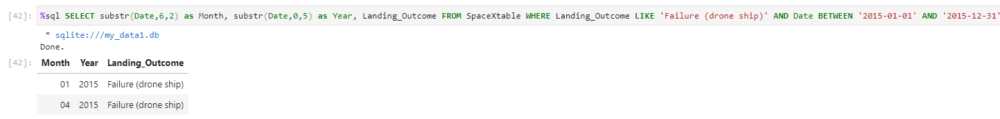 [42]: %sql SELECT substr(Date,6,2) as Month, substr(Date,0,5) as Year, Landing_Outcome FROM SpaceXtable WHERE Landing_Outcome LIKE 'Failure (drone ship)' AND Date BETWEEN '2015-01-01' AND '2015-12-31'
* sqlite:///my_data1.db
Done.
[42]: Month Year Landing_Outcome
01 2015 Failure (drone ship)
04 2015 Failure (drone ship)